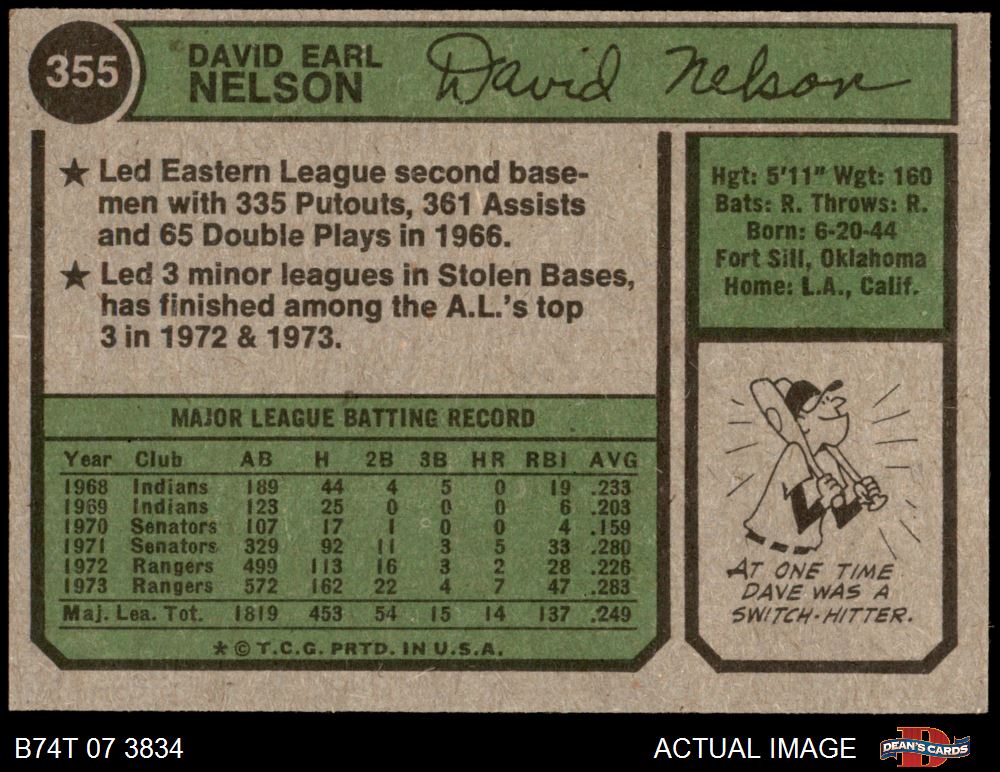 355
DAVID EARL
NELSON
David Nelson
★ Led Eastern League second base-
men with 335 Putouts, 361 Assists
and 65 Double Plays in 1966.
★ Led 3 minor leagues in Stolen Bases,
has finished among the A.L.'s top
3 in 1972 & 1973.
Hgt: 5'11" Wgt: 160
Bats: R. Throws: R.
Born: 6-20-44
Fort Sill, Oklahoma
Home: L.A., Calif.
MAJOR LEAGUE BATTING RECORD
Year Club AB H 2B 3B HR RBI AVG
1968 Indians 189 44 4 5 0 19 .233
1969 Indians 123 25 0 0 0 6 .203
1970 Senators 107 17 1 0 0 4 .159
1971 Senators 329 92 11 3 5 33 .280
1972 Rangers 499 113 16 3 2 28 .226
1973 Rangers 572 162 22 4 7 47 .283
Maj. Lea. Tot. 1819 453 54 15 14 137 .249
* © T.C.G. PRTD. IN U.S.A.
AT ONE TIME
DAVE WAS A
SWITCH-HITTER.
B74T 07 3834
ACTUAL IMAGE
DEAN'S CARDS